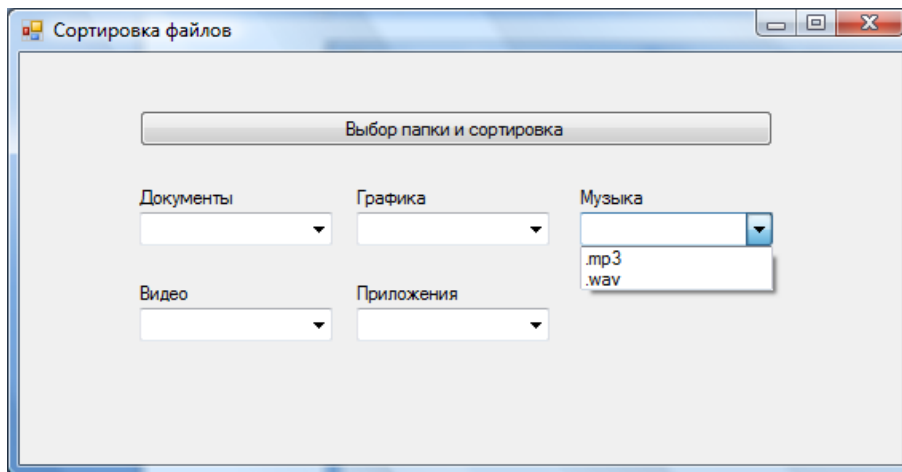 Сортировка файлов
Выбор папки и сортировка
Документы
Графика
Музыка
.mp3
.wav
Видео
Приложения